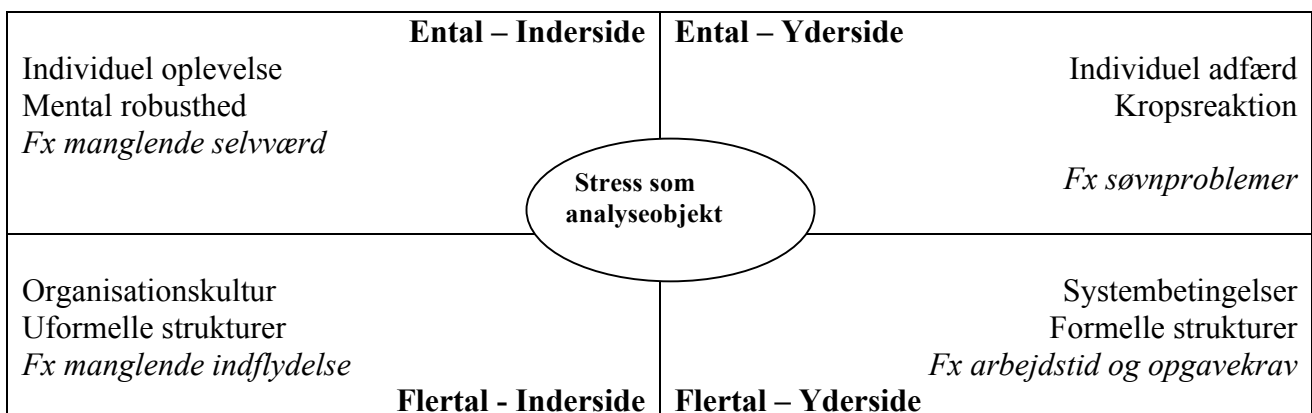 Ental – Inderside
Individuel oplevelse
Mental robusthed
Fx manglende selvværd
Ental – Yderside
Individuel adfærd
Kropsreaktion
Fx søvnproblemer
Stress som
analyseobjekt
Organisationskultur
Uformelle strukturer
Fx manglende indflydelse
Flertal - Inderside
Systembetingelser
Formelle strukturer
Fx arbejdstid og opgavekrav
Flertal – Yderside